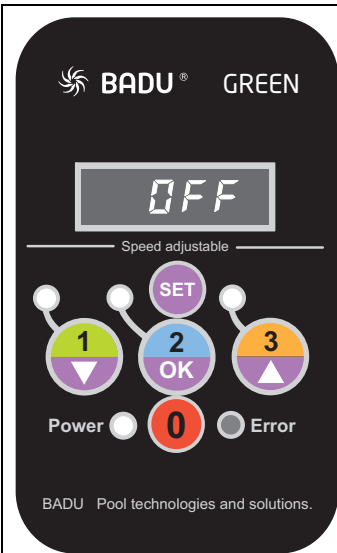 BADU® GREEN
OFF
Speed adjustable
SET
1 2 3
OK
Power 0 Error
BADU Pool technologies and solutions.